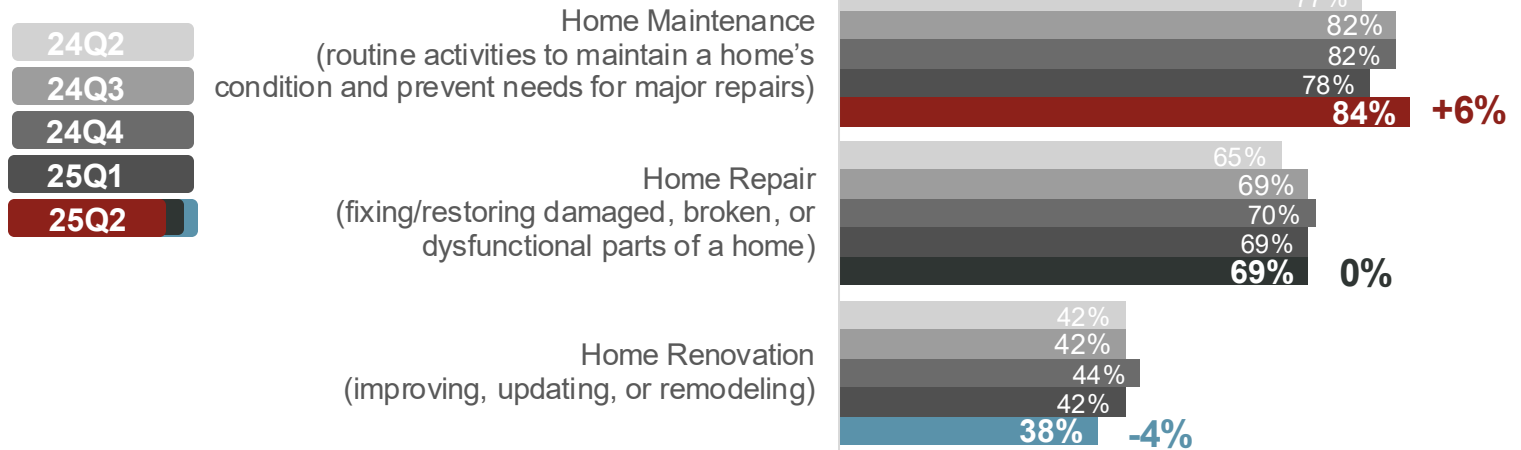 24Q2
24Q3
24Q4
25Q1
25Q2
Home Maintenance
(routine activities to maintain a home's
condition and prevent needs for major repairs)
77%
82%
82%
78%
84%
+6%
Home Repair
(fixing/restoring damaged, broken, or
dysfunctional parts of a home)
65%
69%
70%
69%
69%
0%
Home Renovation
(improving, updating, or remodeling)
42%
42%
44%
42%
38%
-4%